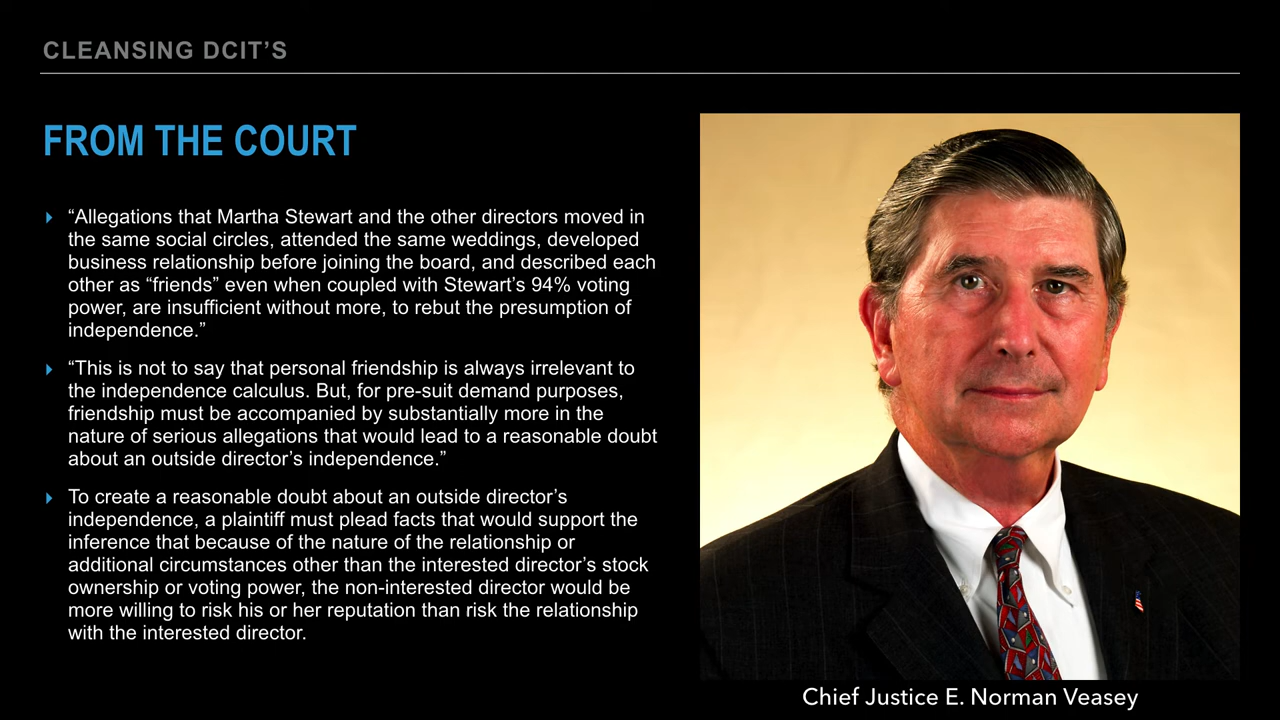 CLEANSING DCIT’S
FROM THE COURT
“Allegations that Martha Stewart and the other directors moved in
the same social circles, attended the same weddings, developed
business relationship before joining the board, and described each
other as “friends” even when coupled with Stewart’s 94% voting
power, are insufficient without more, to rebut the presumption of
independence.”
“This is not to say that personal friendship is always irrelevant to
the independence calculus. But, for pre-suit demand purposes,
friendship must be accompanied by substantially more in the
nature of serious allegations that would lead to a reasonable doubt
about an outside director’s independence.”
To create a reasonable doubt about an outside director’s
independence, a plaintiff must plead facts that would support the
inference that because of the nature of the relationship or
additional circumstances other than the interested director’s stock
ownership or voting power, the non-interested director would be
more willing to risk his or her reputation than risk the relationship
with the interested director.
Chief Justice E. Norman Veasey